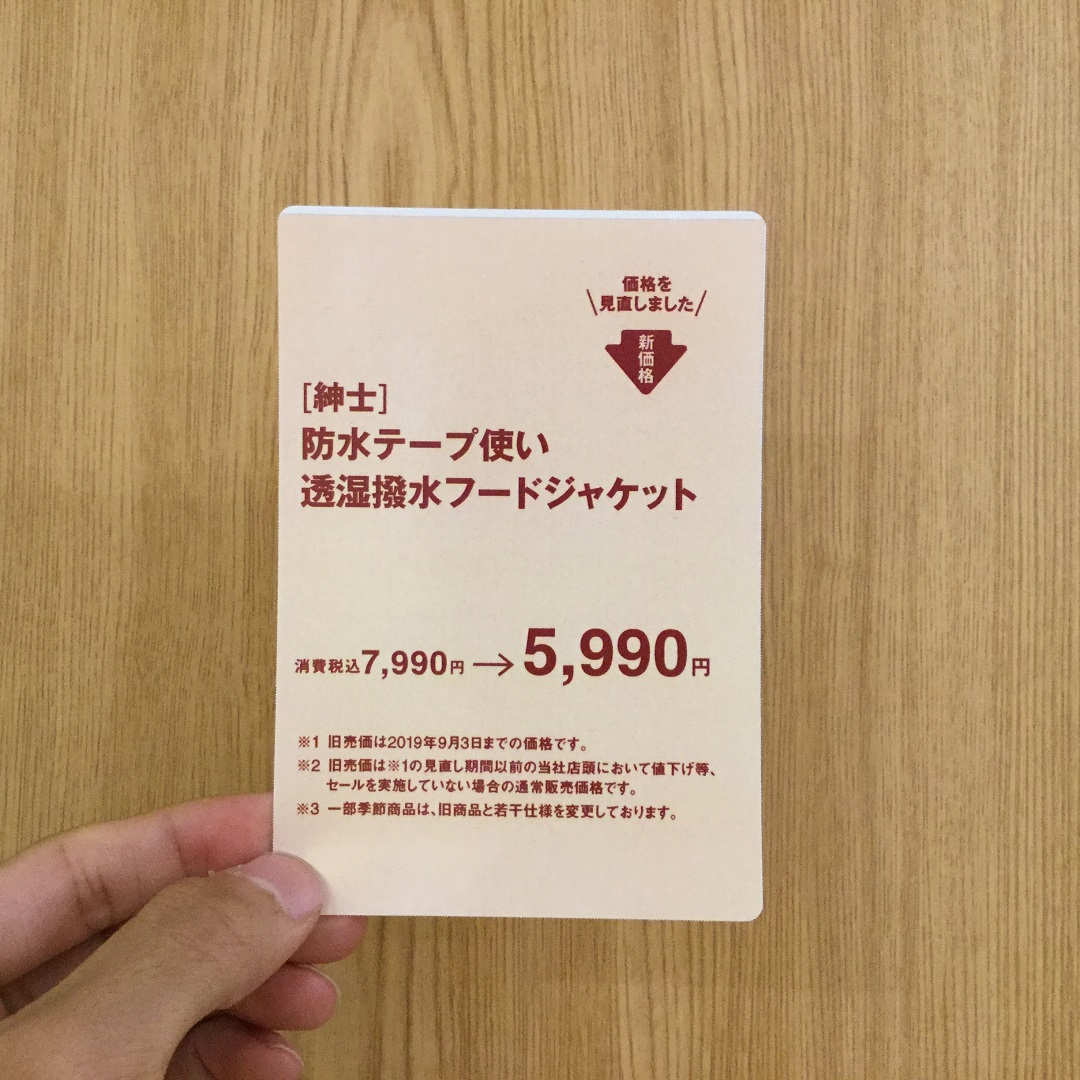 価格を
\見直しました/
新価格
[紳士]
防水テープ使い
透湿撥水フードジャケット
消費税込7,990円→5,990円
※1 旧売価は2019年9月3日までの価格です。
※2 旧売価は※1の見直し期間以前の当社店頭において値下げ等、
セールを実施していない場合の通常販売価格です。
※3 一部季節商品は、旧商品と若干仕様を変更しております。